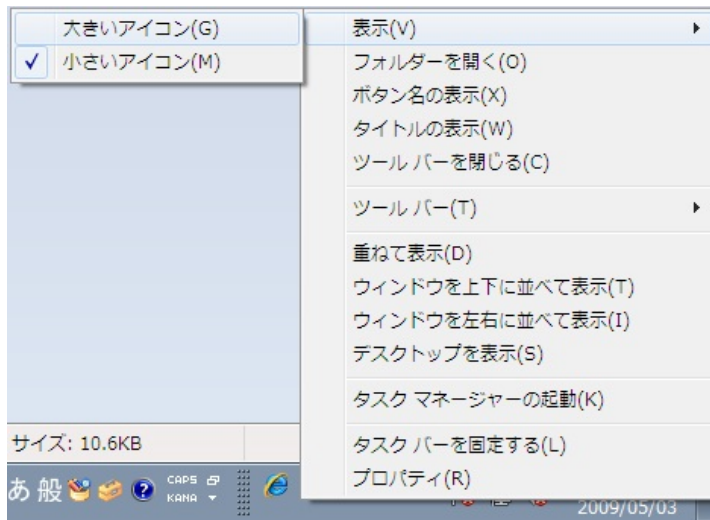 大きいアイコン(G)
小さいアイコン(M)
表示(V)
フォルダーを開く(O)
ボタン名の表示(X)
タイトルの表示(W)
ツール バーを閉じる(C)
ツール バー(T)
重ねて表示(D)
ウィンドウを上下に並べて表示(T)
ウィンドウを左右に並べて表示(I)
デスクトップを表示(S)
タスク マネージャーの起動(K)
タスク バーを固定する(L)
プロパティ(R)
サイズ: 10.6KB
あ 般 CAPS
KANA
2009/05/03